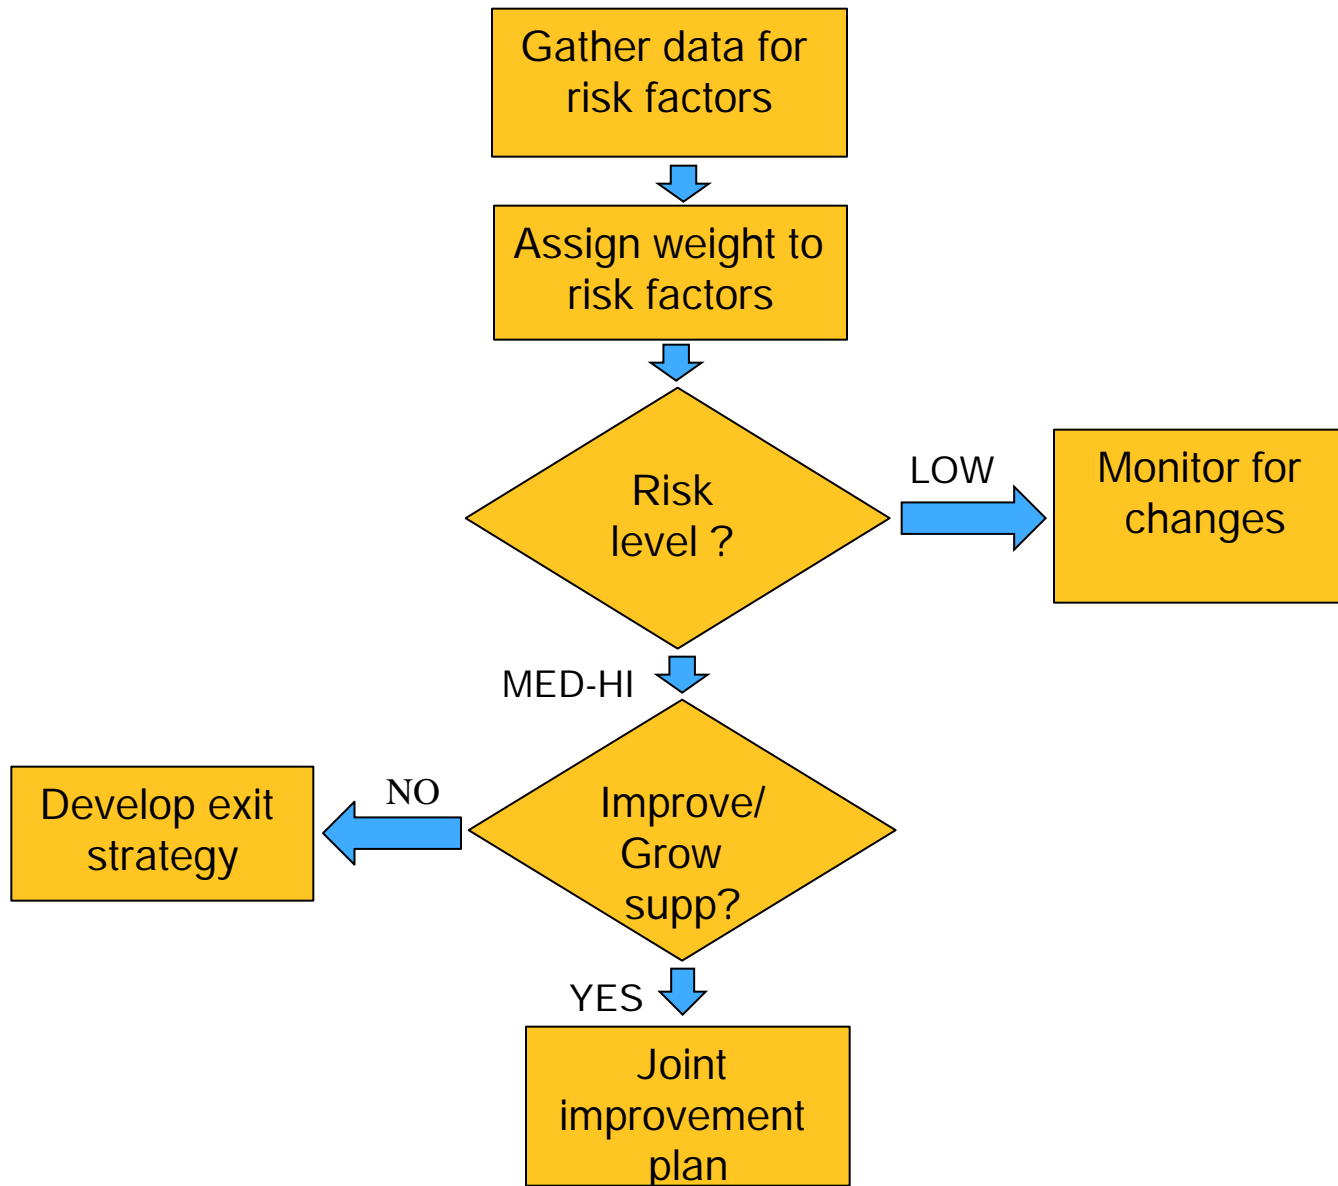 Gather data for
risk factors
Assign weight to
risk factors
Risk
level ?
LOW
Monitor for
changes
MED-HI
Improve/
Grow
supp?
NO
Develop exit
strategy
YES
Joint
improvement
plan